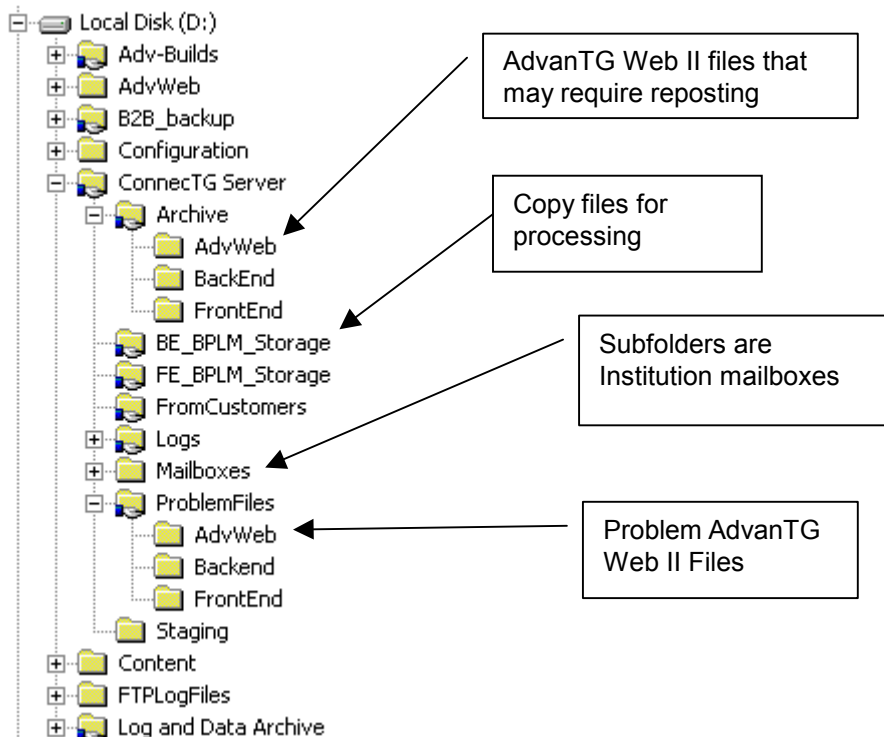 Local Disk (D:)
Adv-Builds
AdvWeb
B2B_backup
Configuration
ConnecTG Server
Archive
AdvWeb
BackEnd
FrontEnd
BE_BPLM_Storage
FE_BPLM_Storage
FromCustomers
Logs
Mailboxes
ProblemFiles
AdvWeb
Backend
FrontEnd
Staging
Content
FTPLogFiles
Log and Data Archive
AdvanTG Web II files that
may require reposting
Copy files for
processing
Subfolders are
Institution mailboxes
Problem AdvanTG
Web II Files